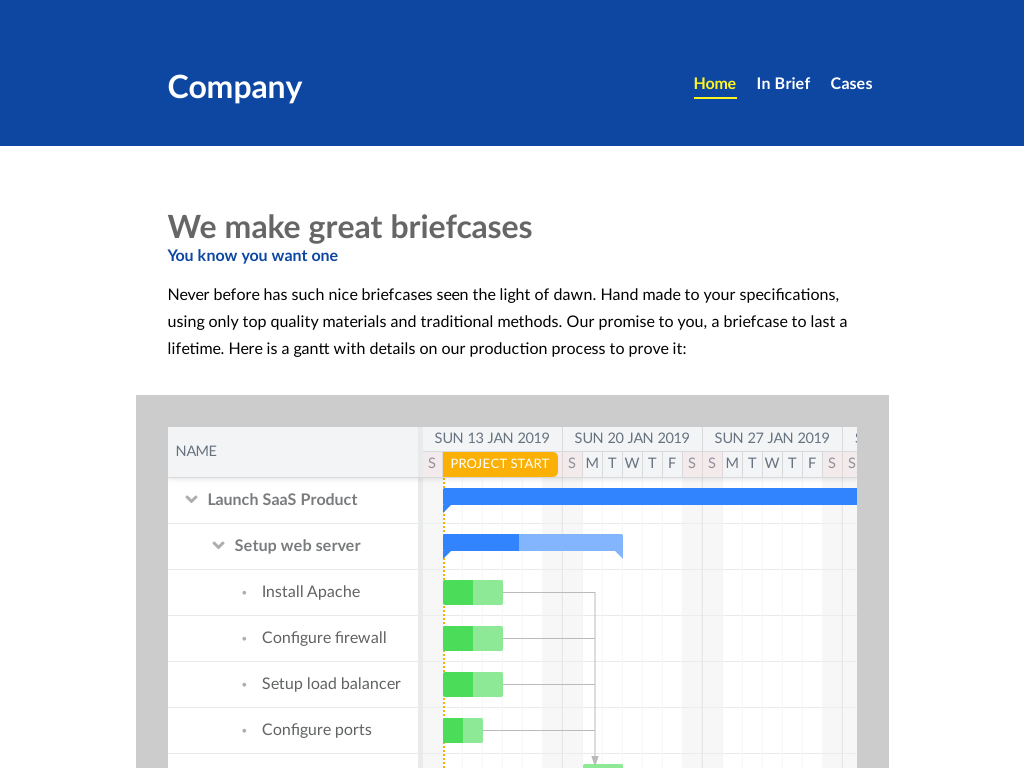 Company
Home In Brief Cases
We make great briefcases
You know you want one
Never before has such nice briefcases seen the light of dawn. Hand made to your specifications,
using only top quality materials and traditional methods. Our promise to you, a briefcase to last a
lifetime. Here is a gantt with details on our production process to prove it:
NAME
SUN 13 JAN 2019 SUN 20 JAN 2019 SUN 27 JAN 2019 S
S PROJECT START S M T W T F S S M T W T F S S
Launch SaaS Product
Setup web server
Install Apache
Configure firewall
Setup load balancer
Configure ports